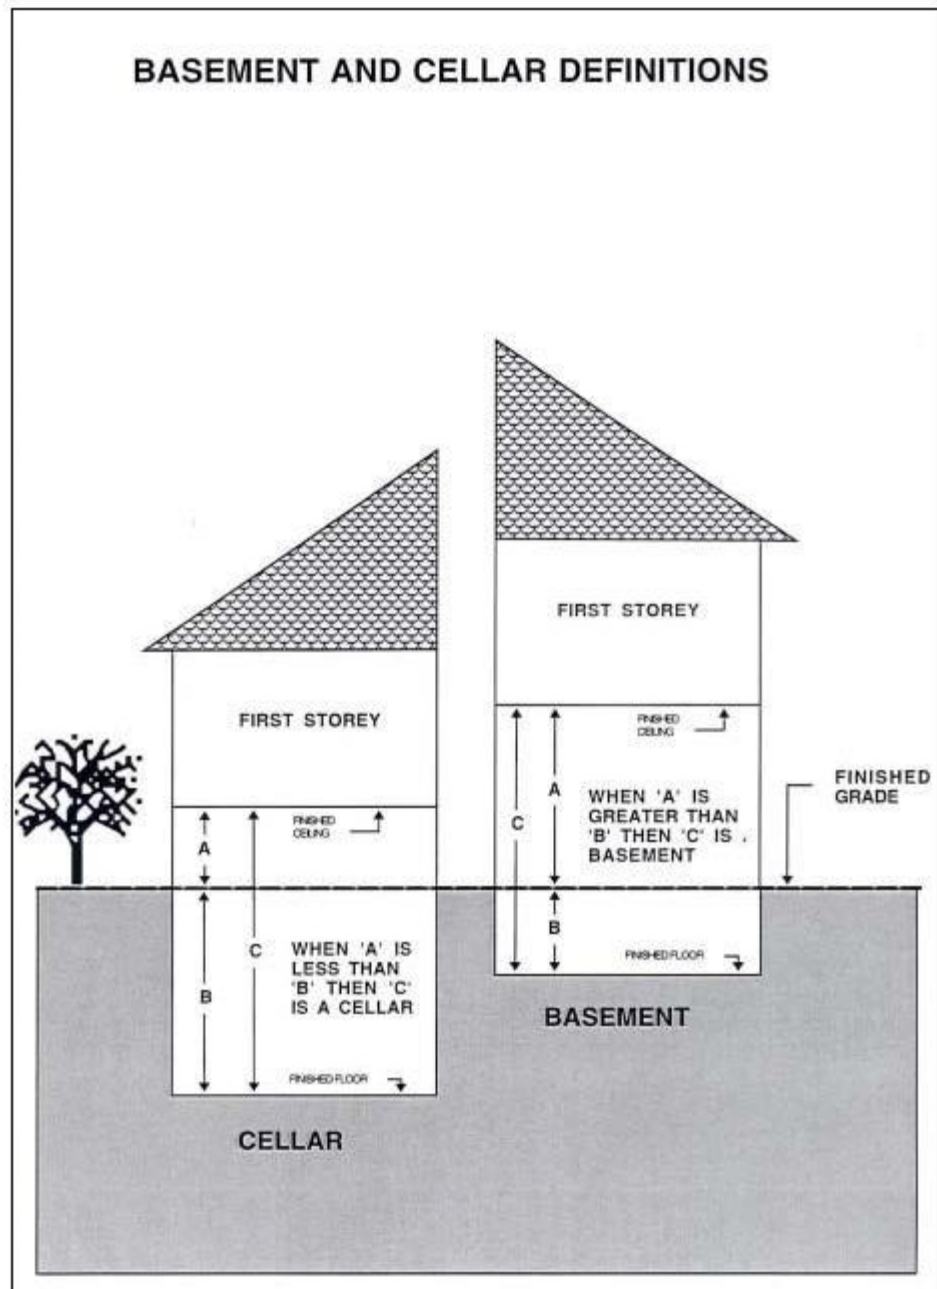 BASEMENT AND CELLAR DEFINITIONS
FIRST STOREY
FINISHED
CEILING
A
C
B
WHEN 'A' IS
LESS THAN
'B' THEN 'C'
IS A CELLAR
FINISHED FLOOR
CELLAR
FIRST STOREY
FINISHED
CEILING
A
C
B
WHEN 'A' IS
GREATER THAN
'B' THEN 'C' IS .
BASEMENT
FINISHED FLOOR
BASEMENT
FINISHED
GRADE